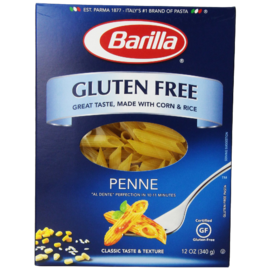 EST. PARMA 1877 - ITALY'S #1 BRAND OF PASTA
Barilla
GLUTEN FREE
GREAT TASTE, MADE WITH CORN & RICE
PENNE
"AL DENTE" PERFECTION IN 10-11 MINUTES
Certified
GF
Gluten-Free
CLASSIC TASTE & TEXTURE
12 OZ (340 g)